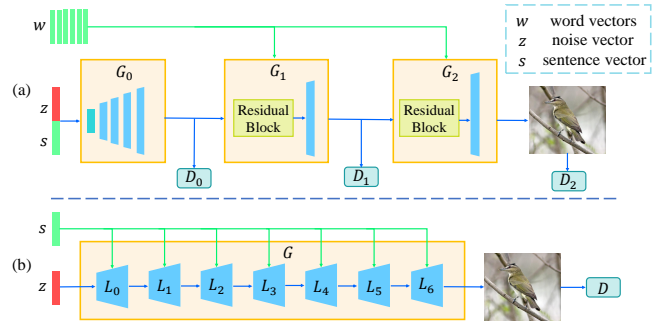 w
w word vectors
z noise vector
s sentence vector
(a)
z
s
G₀
G₁
G₂
Residual
Block
Residual
Block
D₀
D₁
D₂
s
(b)
z
G
L₀ L₁ L₂ L₃ L₄ L₅ L₆
D